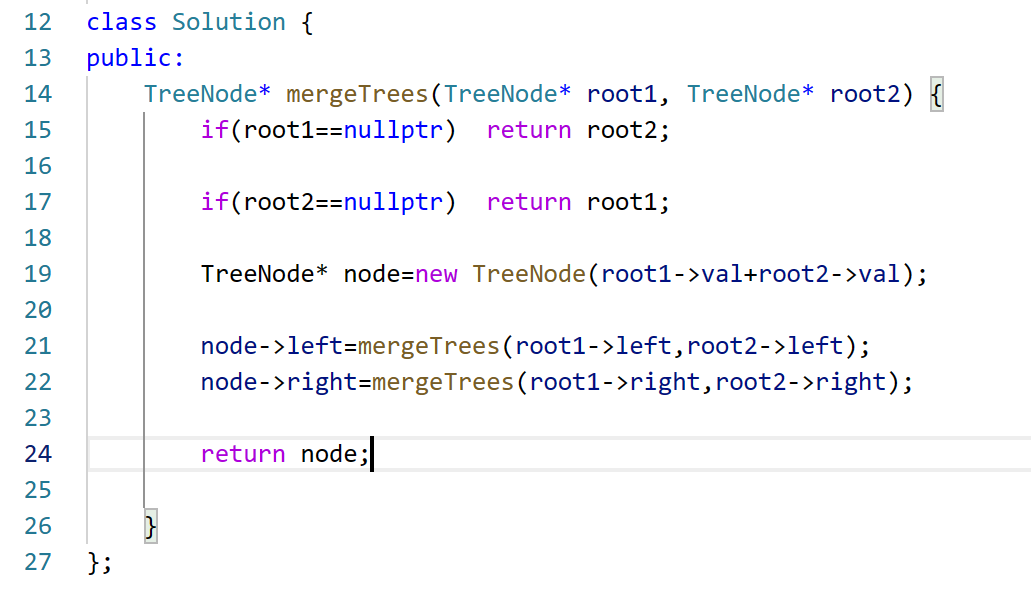 12 class Solution {
13 public:
14 TreeNode* mergeTrees(TreeNode* root1, TreeNode* root2) {
15 if(root1==nullptr)  return root2;
16
17 if(root2==nullptr)  return root1;
18
19 TreeNode* node=new TreeNode(root1->val+root2->val);
20
21 node->left=mergeTrees(root1->left,root2->left);
22 node->right=mergeTrees(root1->right,root2->right);
23
24 return node;
25
26 }
27 };